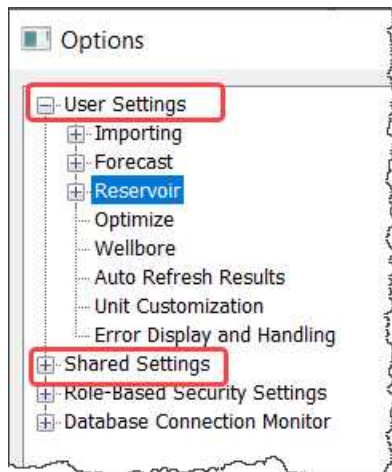 Options
User Settings
Importing
Forecast
Reservoir
Optimize
Wellbore
Auto Refresh Results
Unit Customization
Error Display and Handling
Shared Settings
Role-Based Security Settings
Database Connection Monitor